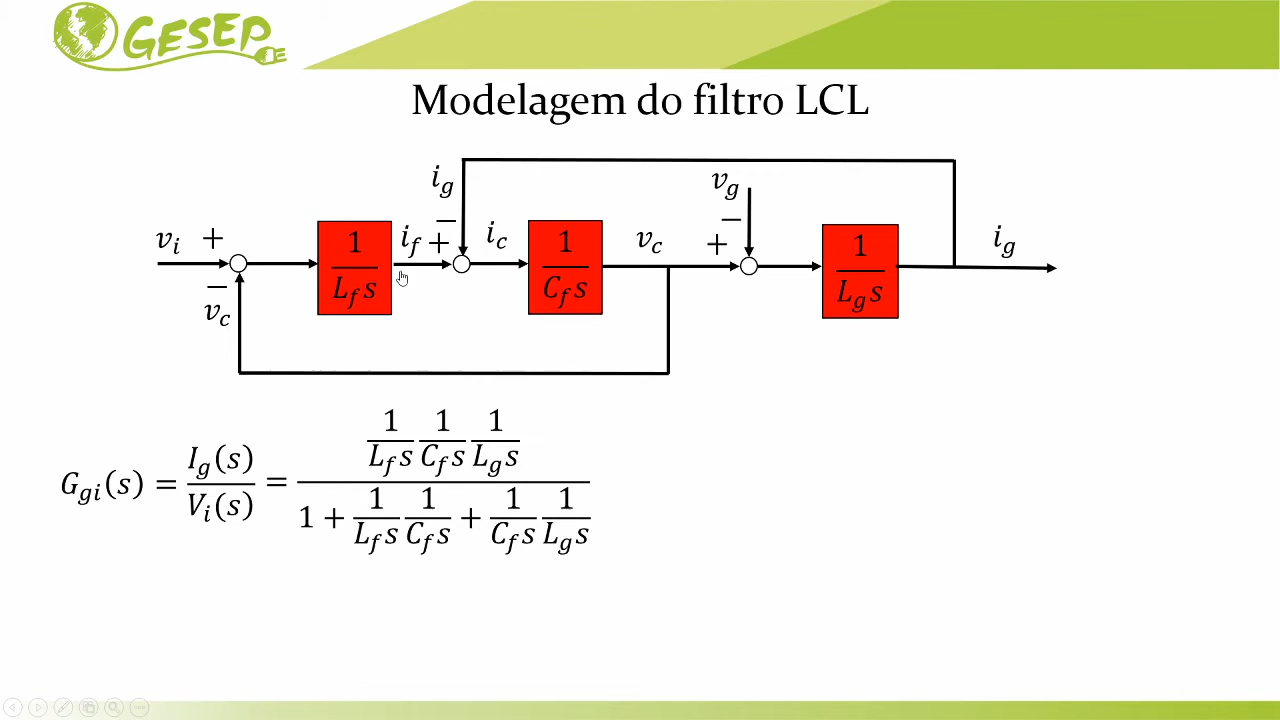 GESEP
Modelagem do filtro LCL
i_g
v_g
v_i + 1/(L_f s) i_f + − i_c 1/(C_f s) v_c + − 1/(L_g s) i_g
−
v_c
G_gi(s) = I_g(s)/V_i(s) = (1/(L_f s) 1/(C_f s) 1/(L_g s))/(1 + 1/(L_f s) 1/(C_f s) + 1/(C_f s) 1/(L_g s))